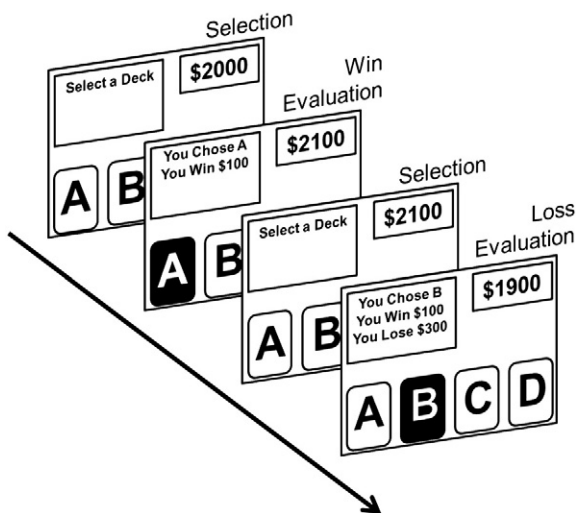 Selection
Select a Deck
$2000
A B
Win
Evaluation
You Chose A
You Win $100
$2100
A B
Selection
Select a Deck
$2100
A B
Loss
Evaluation
You Chose B
You Win $100
You Lose $300
$1900
A B C D